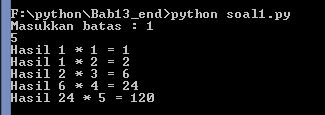 F:\python\Bab13_end>python soal1.py
Masukkan batas : 1
5
Hasil 1 * 1 = 1
Hasil 1 * 2 = 2
Hasil 2 * 3 = 6
Hasil 6 * 4 = 24
Hasil 24 * 5 = 120